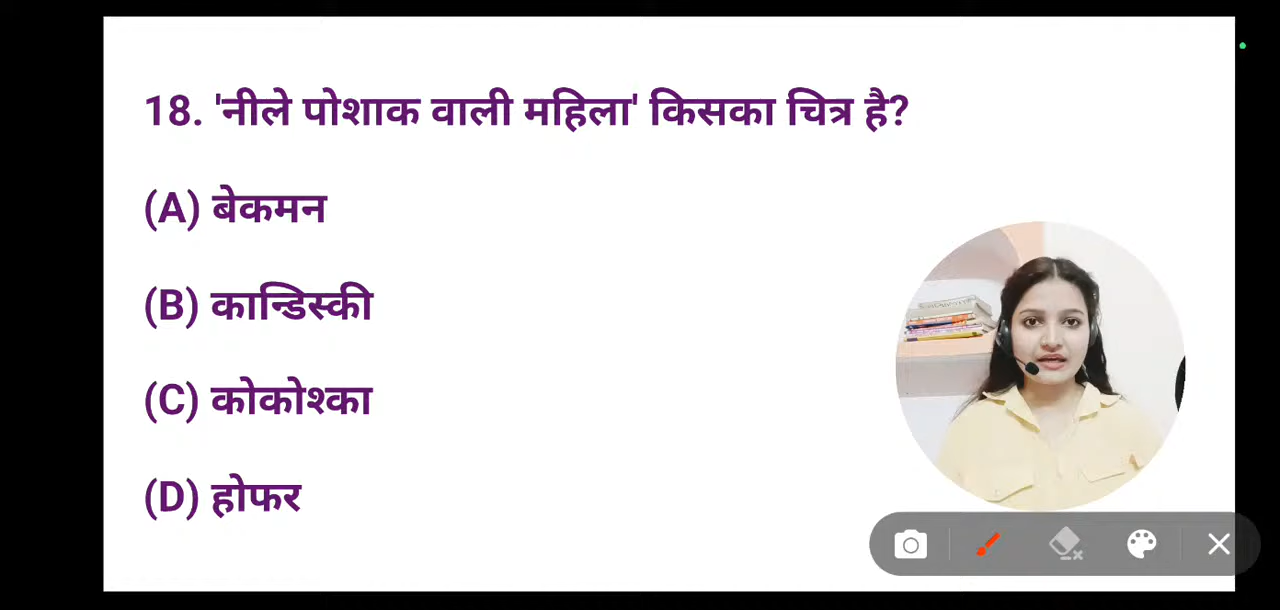 18. 'नीले पोशाक वाली महिला' किसका चित्र है?
(A) बेकमन
(B) कान्डिस्की
(C) कोकोश्का
(D) होफर